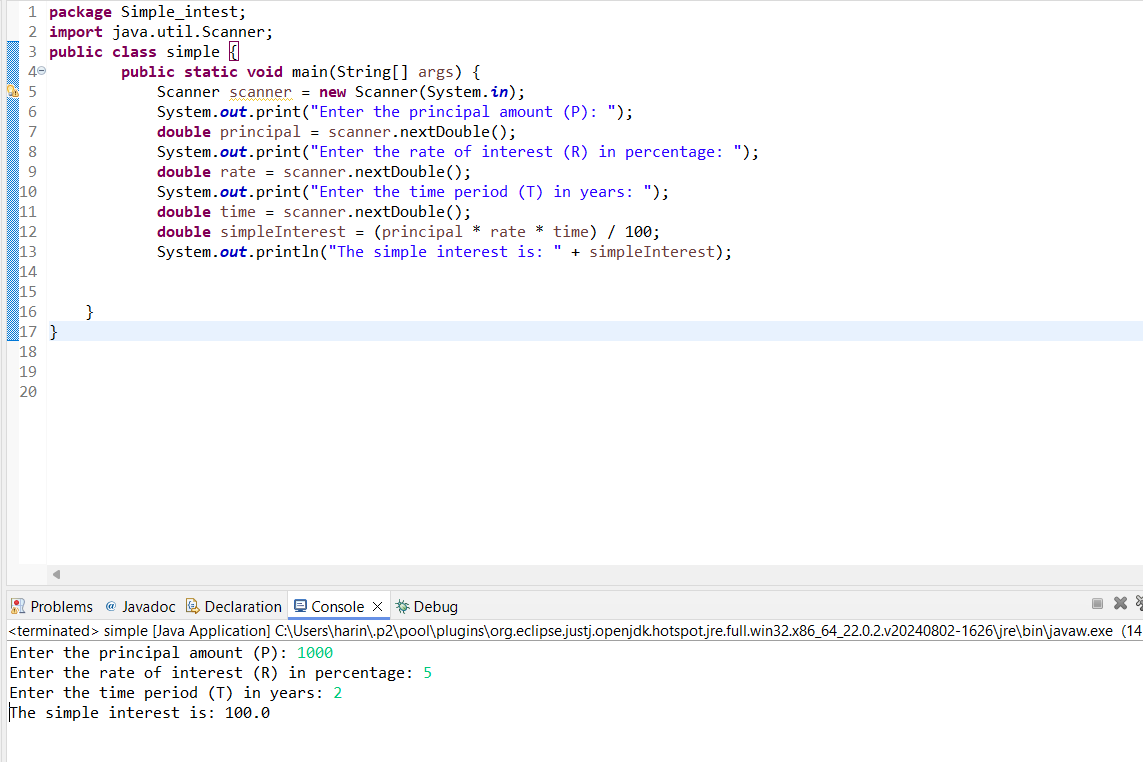 1 package Simple_intest;
2 import java.util.Scanner;
3 public class simple {
4 public static void main(String[] args) {
5 Scanner scanner = new Scanner(System.in);
6 System.out.print("Enter the principal amount (P): ");
7 double principal = scanner.nextDouble();
8 System.out.print("Enter the rate of interest (R) in percentage: ");
9 double rate = scanner.nextDouble();
10 System.out.print("Enter the time period (T) in years: ");
11 double time = scanner.nextDouble();
12 double simpleInterest = (principal * rate * time) / 100;
13 System.out.println("The simple interest is: " + simpleInterest);
14
15
16 }
17 }
18
19
20
Problems @ Javadoc Declaration Console Debug
<terminated> simple [Java Application] C:\Users\harin\.p2\pool\plugins\org.eclipse.justj.openjdk.hotspot.jre.full.win32.x86_64_22.0.2.v20240802-1626\jre\bin\javaw.exe (14
Enter the principal amount (P): 1000
Enter the rate of interest (R) in percentage: 5
Enter the time period (T) in years: 2
The simple interest is: 100.0